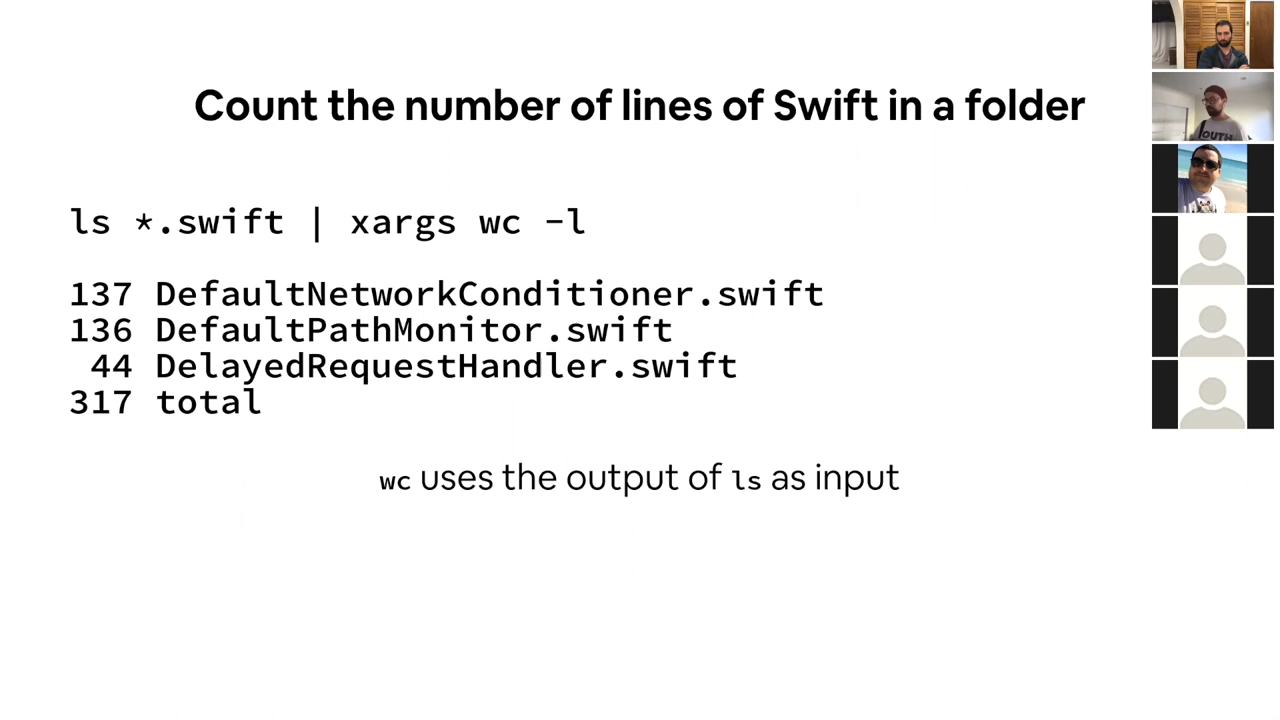 Count the number of lines of Swift in a folder
ls *.swift | xargs wc -l
137 DefaultNetworkConditioner.swift
136 DefaultPathMonitor.swift
44 DelayedRequestHandler.swift
317 total
wc uses the output of ls as input
OUTH